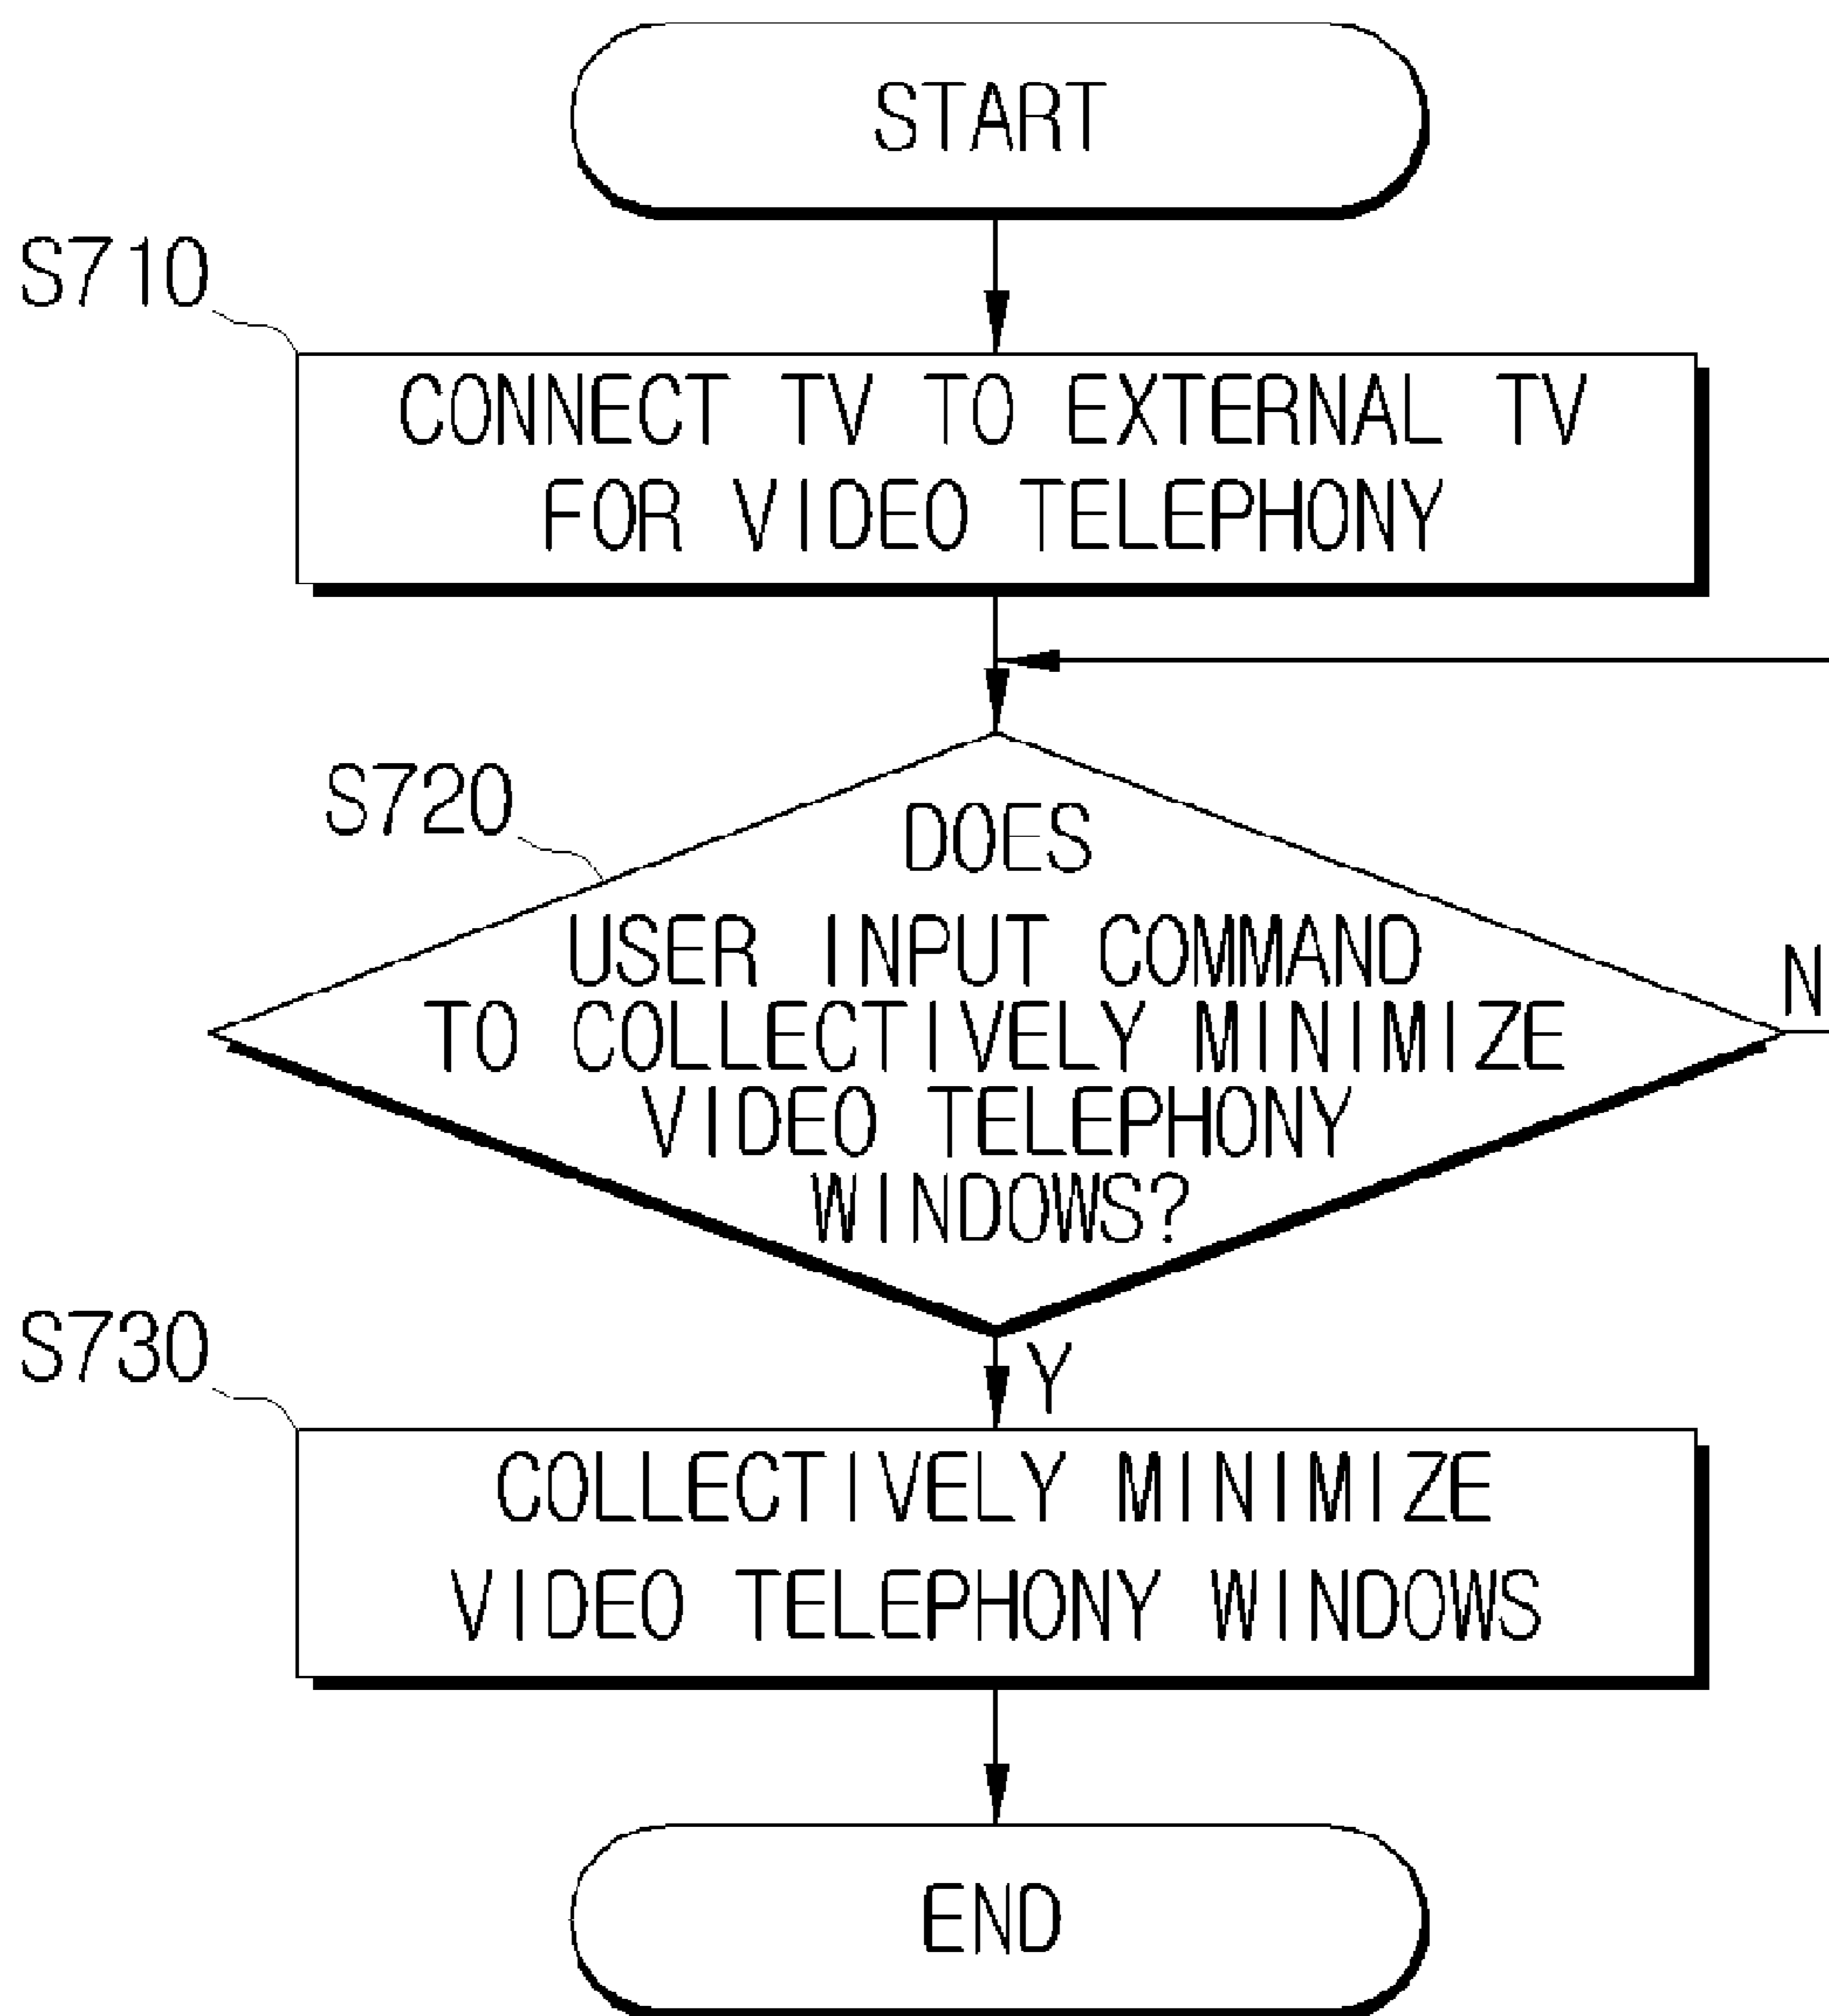 START
S710
CONNECT TV TO EXTERNAL TV
FOR VIDEO TELEPHONY
S720
DOES
USER INPUT COMMAND
TO COLLECTIVELY MINIMIZE
VIDEO TELEPHONY
WINDOWS?
N
Y
S730
COLLECTIVELY MINIMIZE
VIDEO TELEPHONY WINDOWS
END